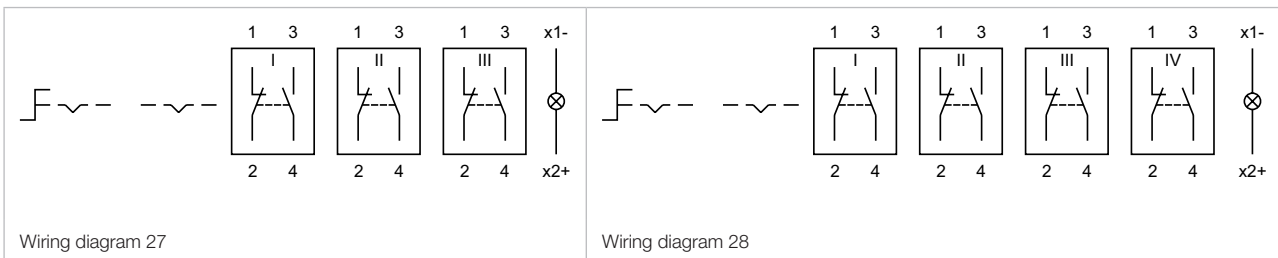 1 3 1 3 1 3 x1-
I II III
2 4 2 4 2 4 x2+
Wiring diagram 27
1 3 1 3 1 3 1 3 x1-
I II III IV
2 4 2 4 2 4 2 4 x2+
Wiring diagram 28